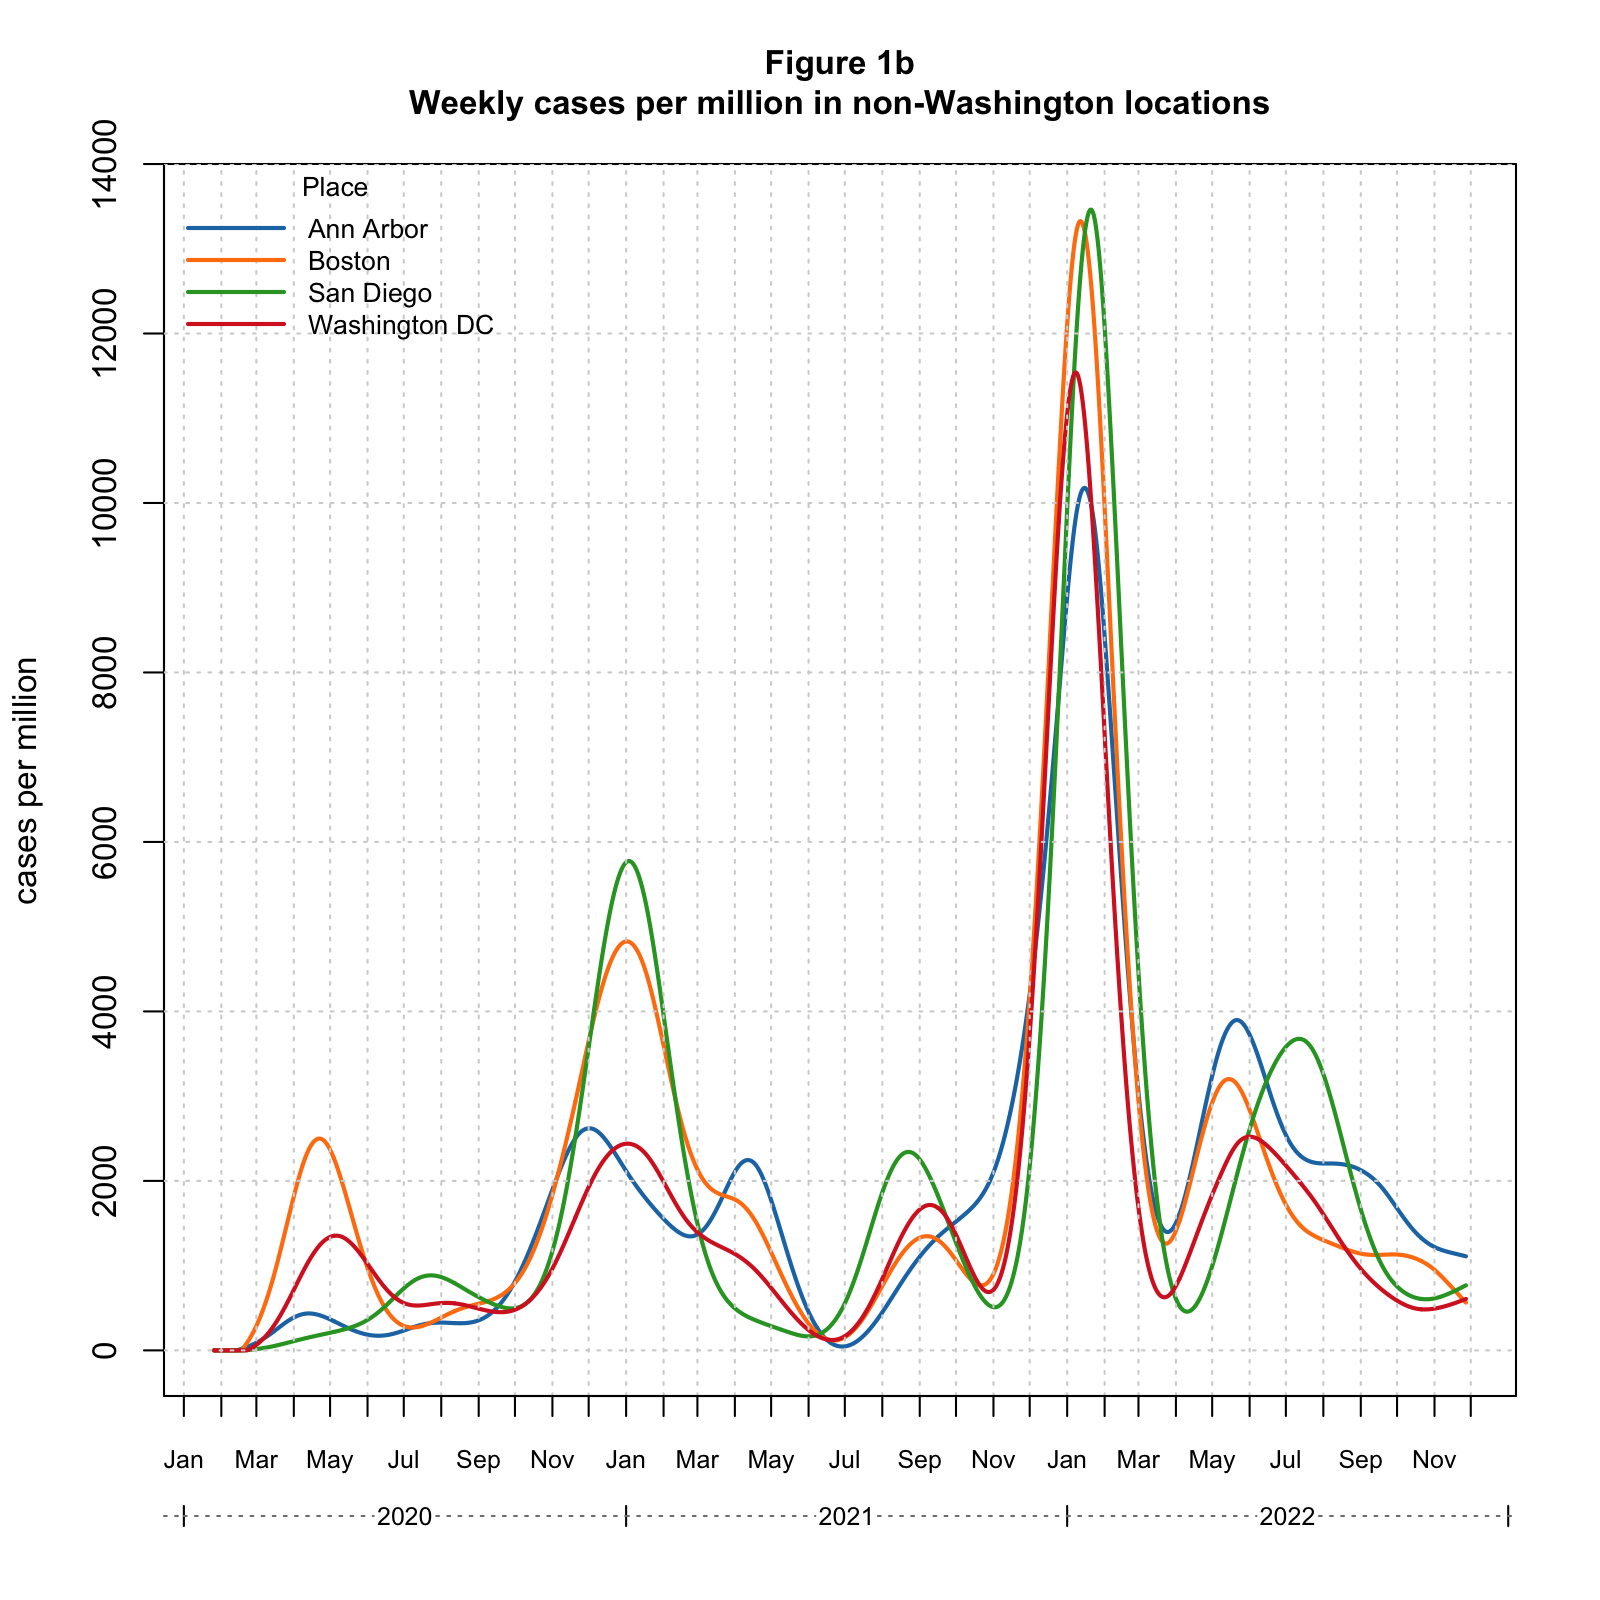 Figure 1b
Weekly cases per million in non-Washington locations
cases per million
14000
12000
10000
8000
6000
4000
2000
0
Place
Ann Arbor
Boston
San Diego
Washington DC
Jan Mar May Jul Sep Nov Jan Mar May Jul Sep Nov Jan Mar May Jul Sep Nov
2020 2021 2022